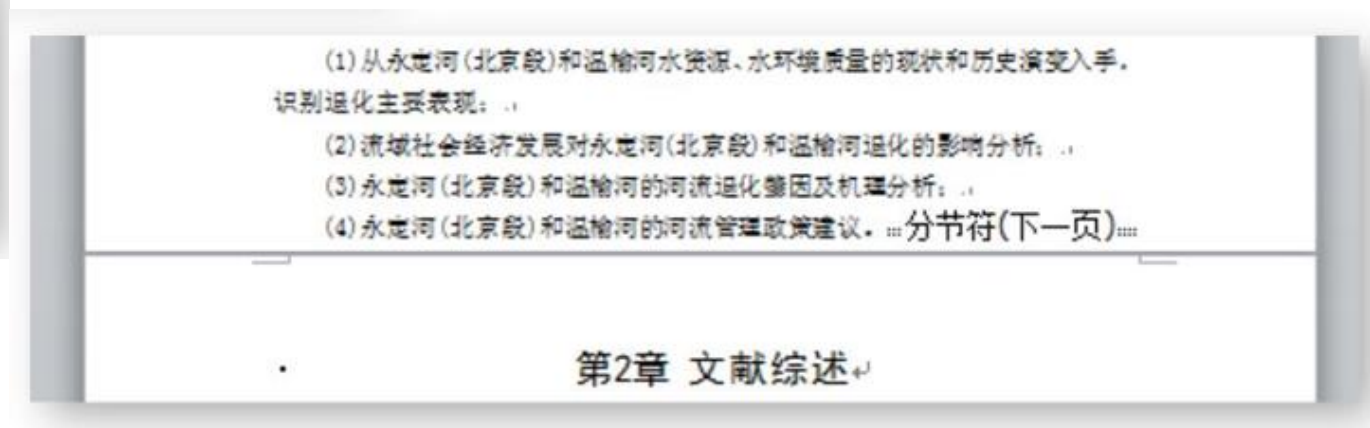 (1)从永定河(北京段)和温榆河水资源、水环境质量的现状和历史演变入手，
识别退化主要表现；
(2)流域社会经济发展对永定河(北京段)和温榆河退化的影响分析；
(3)永定河(北京段)和温榆河的河流退化诸因及机理分析；
(4)永定河(北京段)和温榆河的河流管理政策建议。分节符(下一页)
第2章 文献综述